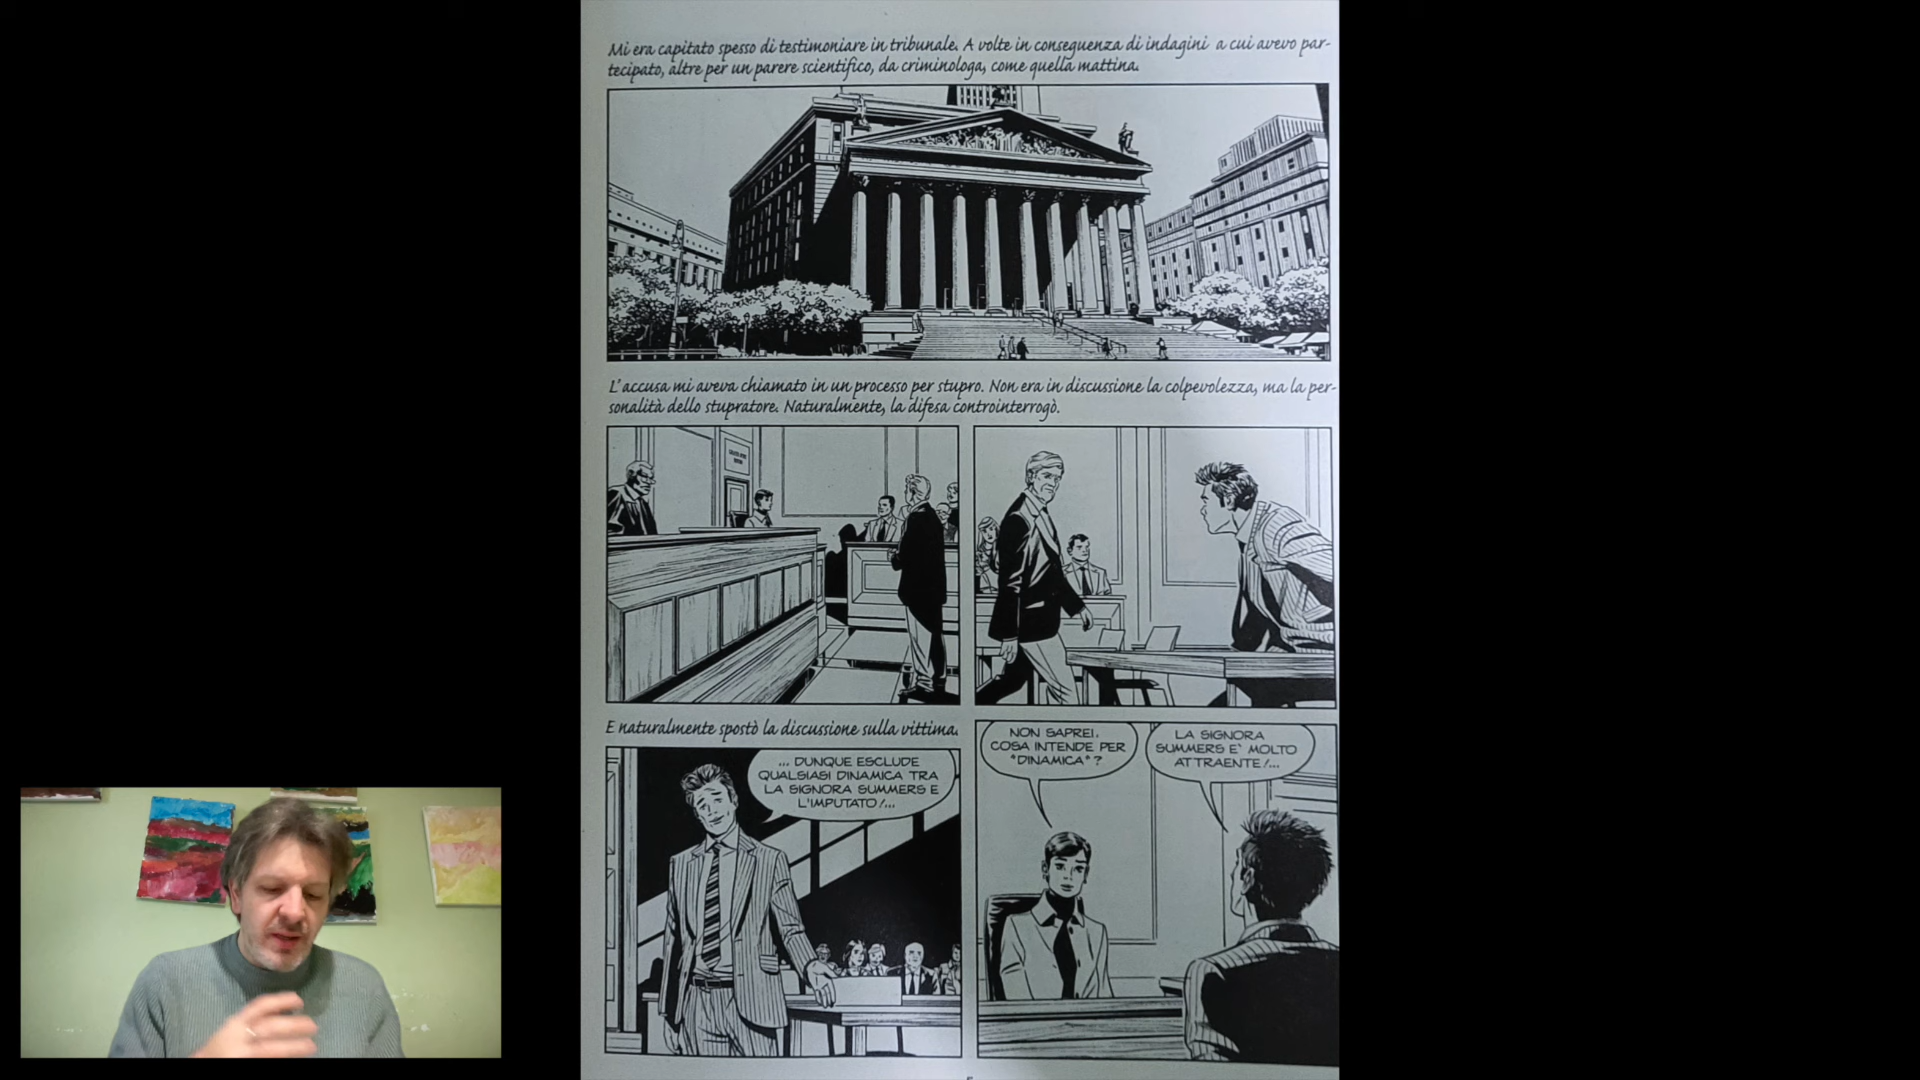 Mi era capitato spesso di testimoniare in tribunale. A volte in conseguenza di indagini a cui avevo par-
tecipato, altre per un parere scientifico, da criminologa, come quella mattina.
L'accusa mi aveva chiamato in un processo per stupro. Non era in discussione la colpevolezza, ma la per-
sonalità dello stupratore. Naturalmente, la difesa controinterrogò.
E naturalmente spostò la discussione sulla vittima.
... DUNQUE ESCLUDE
QUALSIASI DINAMICA TRA
LA SIGNORA SUMMERS E
L'IMPUTATO!...
NON SAPREI.
COSA INTENDE PER
"DINAMICA"?
LA SIGNORA
SUMMERS E' MOLTO
ATTRAENTE!...